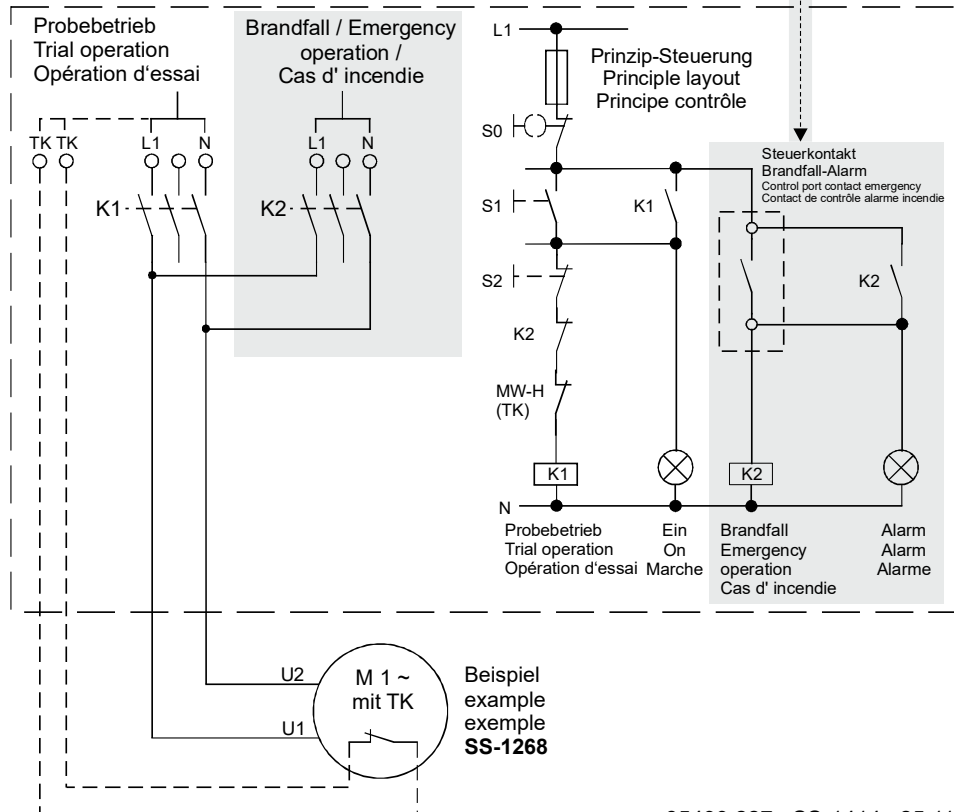 Probebetrieb
Trial operation
Opération d'essai
Brandfall / Emergency
operation /
Cas d' incendie
TK TK L1 N
L1 N
K1
K2
L1
Prinzip-Steuerung
Principle layout
Principe contrôle
S0
S1
K1
S2
K2
MW-H
(TK)
K1
N
Steuerkontakt
Brandfall-Alarm
Control port contact emergency
Contact de contrôle alarme incendie
K2
K2
Probebetrieb
Trial operation
Opération d'essai
Ein
On
Marche
Brandfall
Emergency
operation
Cas d' incendie
Alarm
Alarm
Alarme
U2
U1
M 1 ~
mit TK
Beispiel
example
exemple
SS-1268